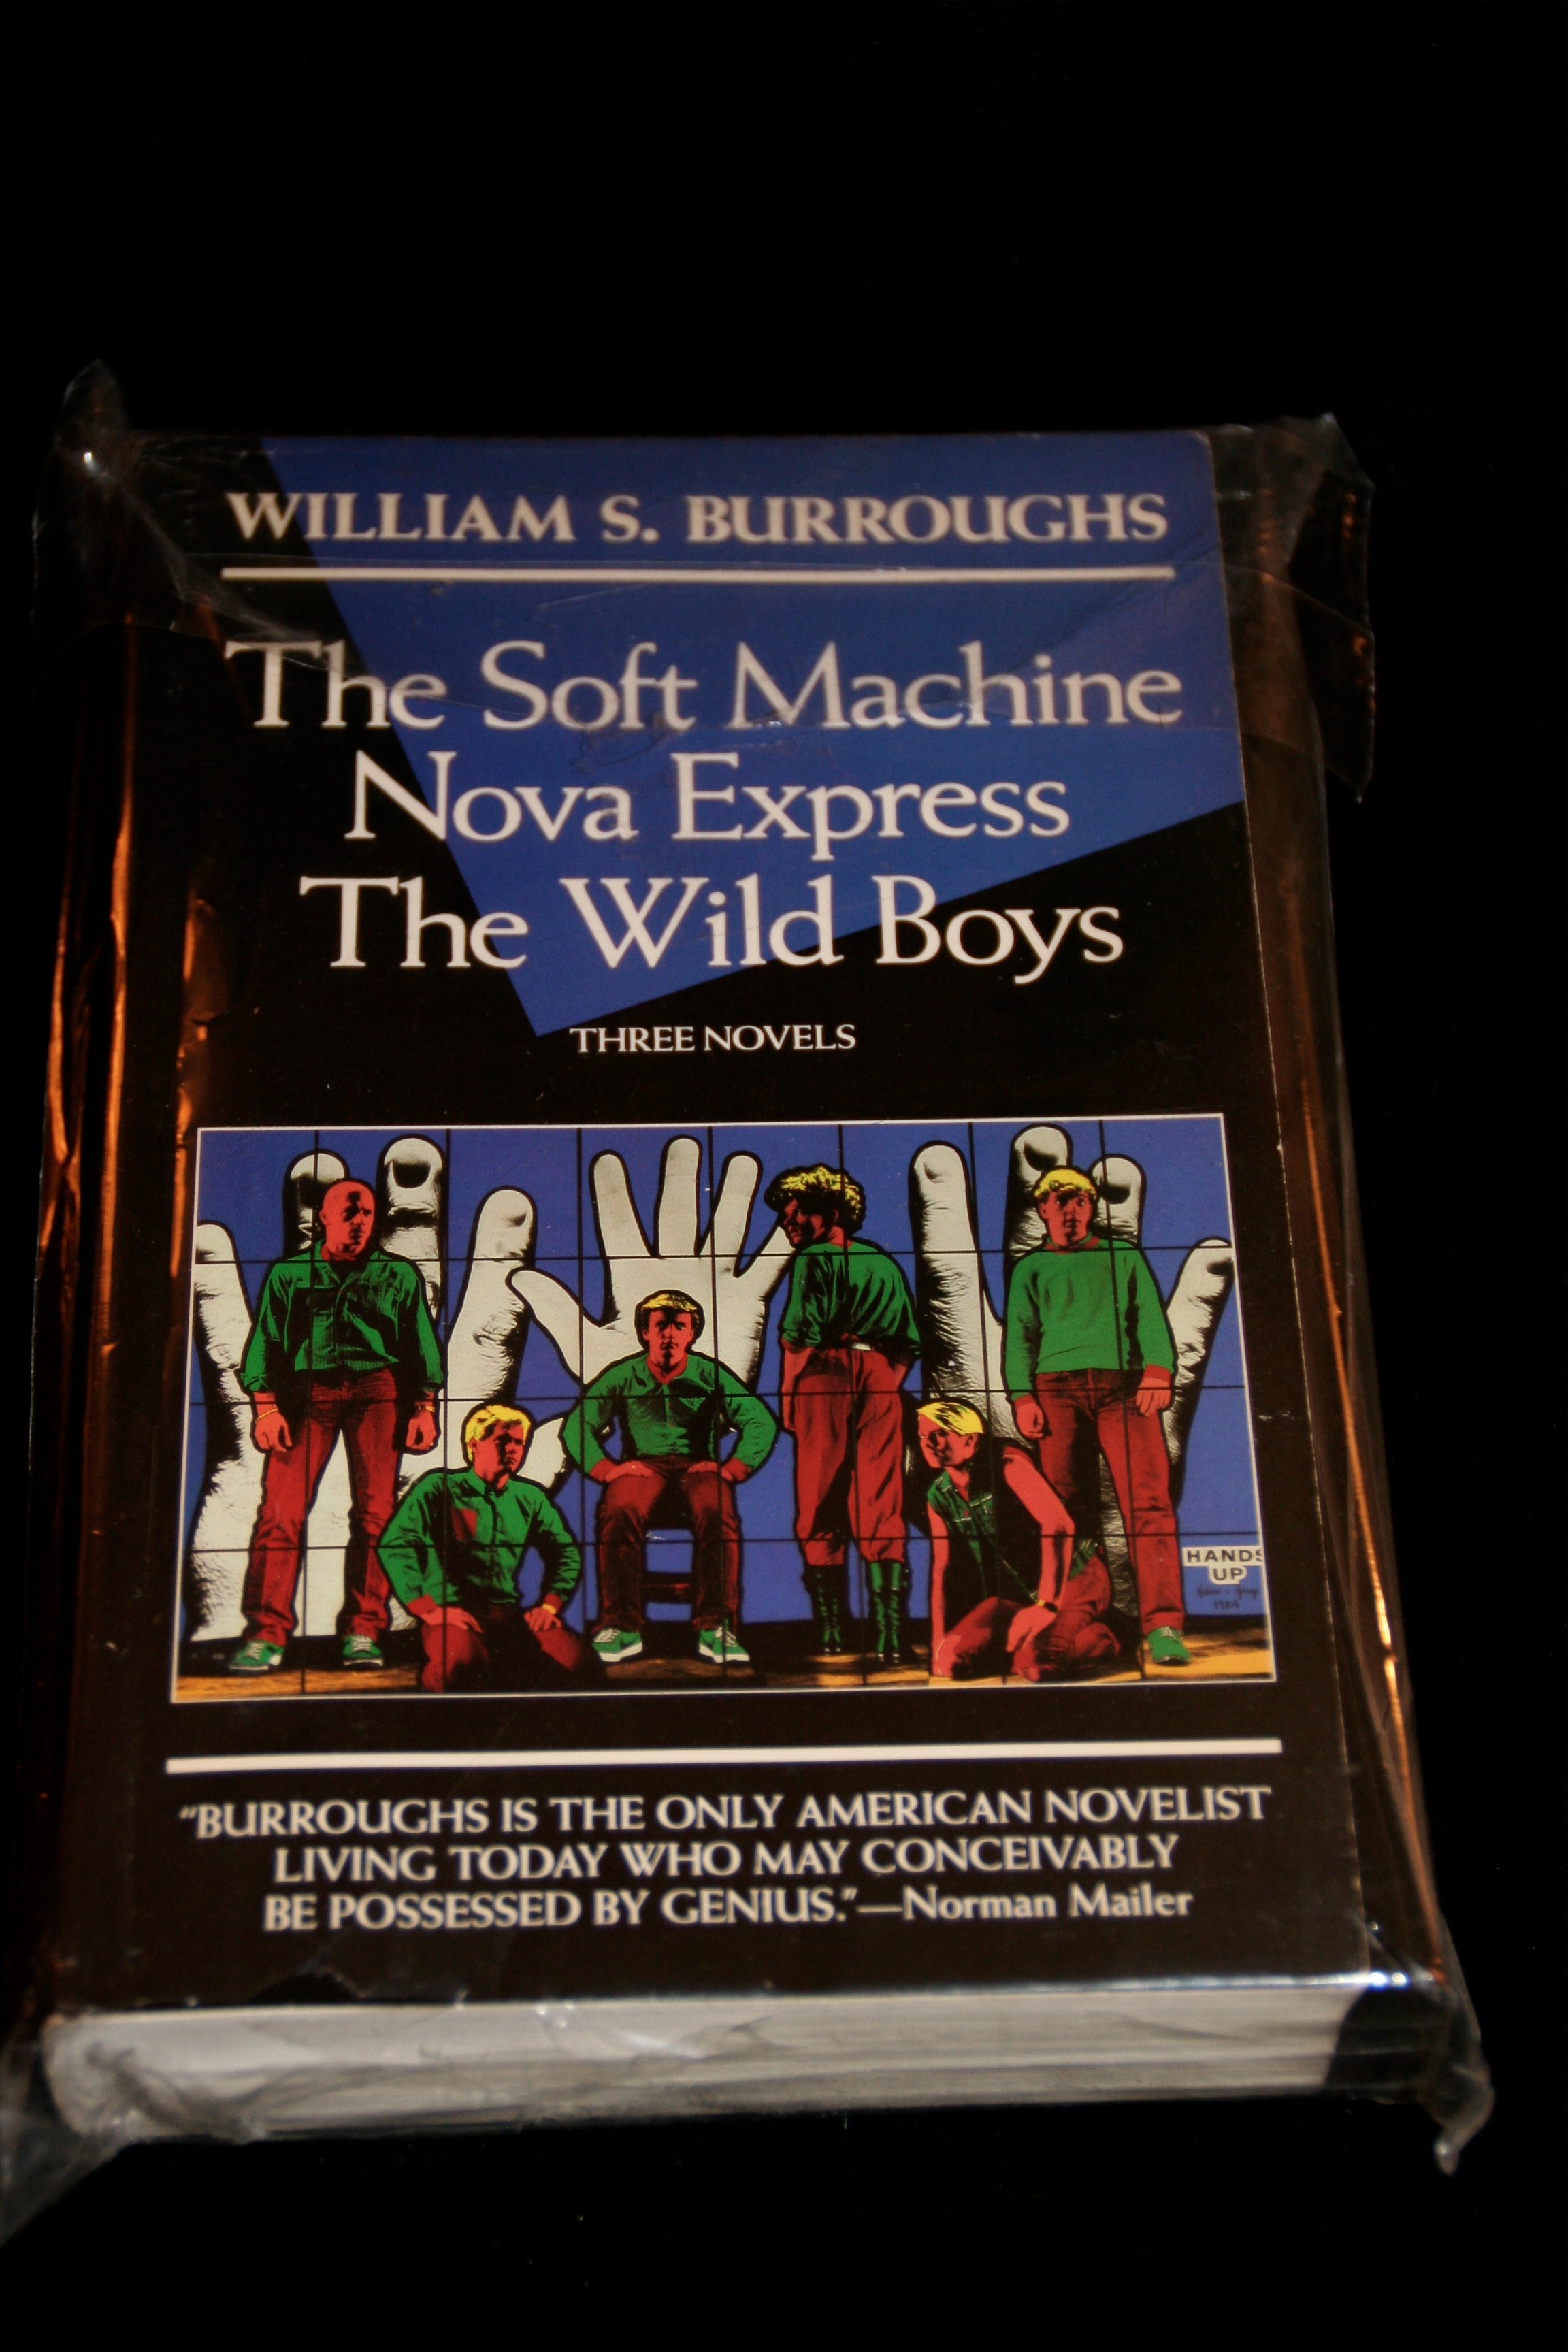 WILLIAM S. BURROUGHS
The Soft Machine
Nova Express
The Wild Boys
THREE NOVELS
HANDS
UP
1984
"BURROUGHS IS THE ONLY AMERICAN NOVELIST
LIVING TODAY WHO MAY CONCEIVABLY
BE POSSESSED BY GENIUS."—Norman Mailer